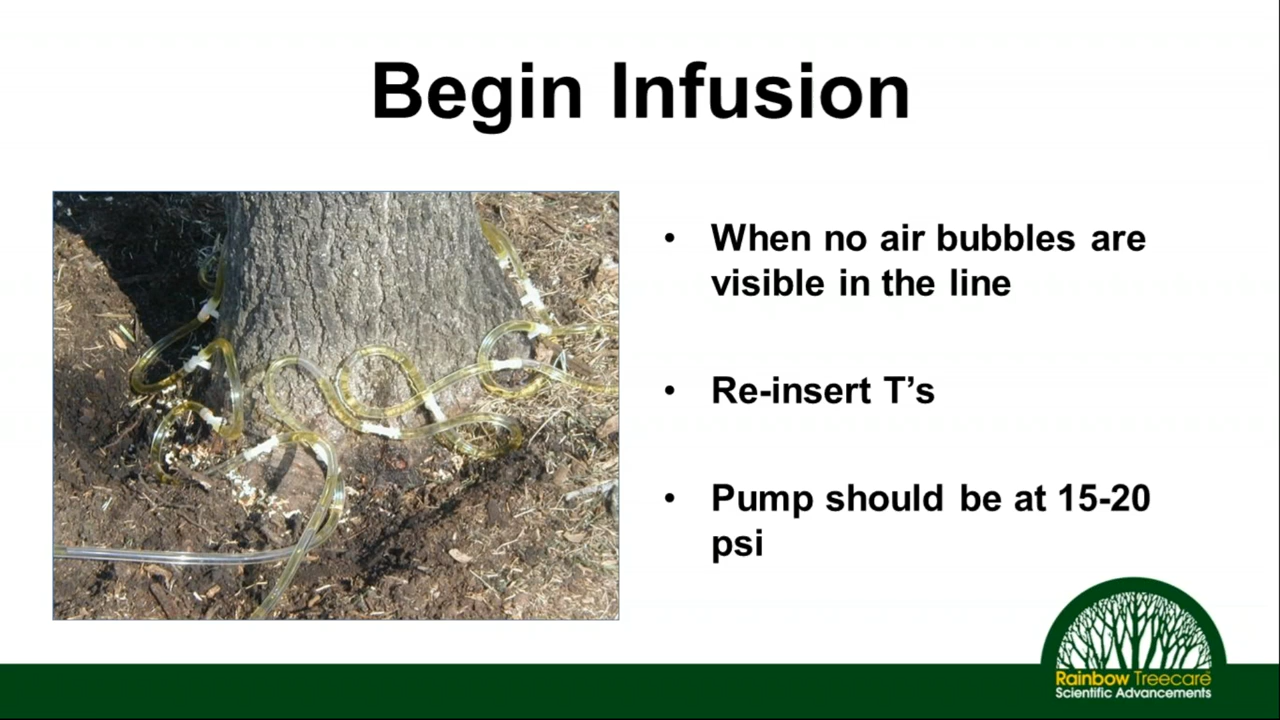 Begin Infusion
• When no air bubbles are
visible in the line
• Re-insert T’s
• Pump should be at 15-20
psi
Rainbow Treecare
Scientific Advancements